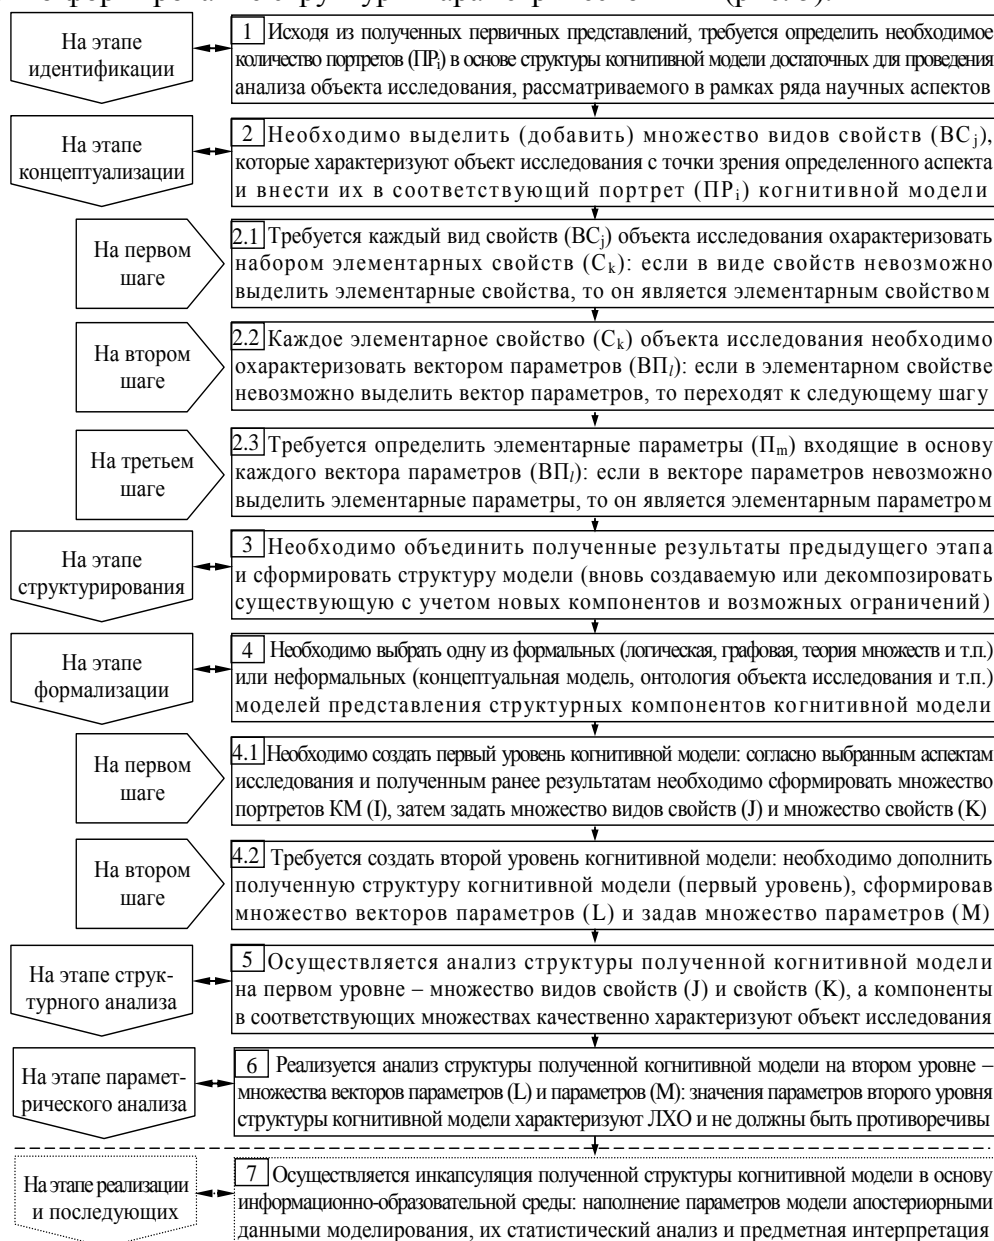 На этапе
идентификации
1 Исходя из полученных первичных представлений, требуется определить необходимое
количество портретов (ПРi) в основе структуры когнитивной модели достаточных для проведения
анализа объекта исследования, рассматриваемого в рамках ряда научных аспектов
На этапе
концептуализации
2 Необходимо выделить (добавить) множество видов свойств (ВСj),
которые характеризуют объект исследования с точки зрения определенного аспекта
и внести их в соответствующий портрет (ПРi) когнитивной модели
На первом
шаге
2.1 Требуется каждый вид свойств (ВСj) объекта исследования охарактеризовать
набором элементарных свойств (Сk): если в виде свойств невозможно
выделить элементарные свойства, то он является элементарным свойством
На втором
шаге
2.2 Каждое элементарное свойство (Сk) объекта исследования необходимо
охарактеризовать вектором параметров (ВПl): если в элементарном свойстве
невозможно выделить вектор параметров, то переходят к следующему шагу
На третьем
шаге
2.3 Требуется определить элементарные параметры (Пm) входящие в основу
каждого вектора параметров (ВПl): если в векторе параметров невозможно
выделить элементарные параметры, то он является элементарным параметром
На этапе
структурирования
3 Необходимо объединить полученные результаты предыдущего этапа
и сформировать структуру модели (вновь создаваемую или декомпозировать
существующую с учетом новых компонентов и возможных ограничений)
На этапе
формализации
4 Необходимо выбрать одну из формальных (логическая, графовая, теория множеств и т.п.)
или неформальных (концептуальная модель, онтология объекта исследования и т.п.)
моделей представления структурных компонентов когнитивной модели
На первом
шаге
4.1 Необходимо создать первый уровень когнитивной модели: согласно выбранным аспектам
исследования и полученным ранее результатам необходимо сформировать множество
портретов КМ (I), затем задать множество видов свойств (J) и множество свойств (K)
На втором
шаге
4.2 Требуется создать второй уровень когнитивной модели: необходимо дополнить
полученную структуру когнитивной модели (первый уровень), сформировав
множество векторов параметров (L) и задав множество параметров (M)
На этапе струк-
турного анализа
5 Осуществляется анализ структуры полученной когнитивной модели
на первом уровне – множество видов свойств (J) и свойств (K), а компоненты
в соответствующих множествах качественно характеризуют объект исследования
На этапе парамет-
рического анализа
6 Реализуется анализ структуры полученной когнитивной модели на втором уровне –
множества векторов параметров (L) и параметров (M): значения параметров второго уровня
структуры когнитивной модели характеризуют ЛХО и не должны быть противоречивы
На этапе реализации
и последующих
7 Осуществляется инкапсуляция полученной структуры когнитивной модели в основу
информационно-образовательной среды: наполнение параметров модели апостериорными
данными моделирования, их статистический анализ и предметная интерпретация